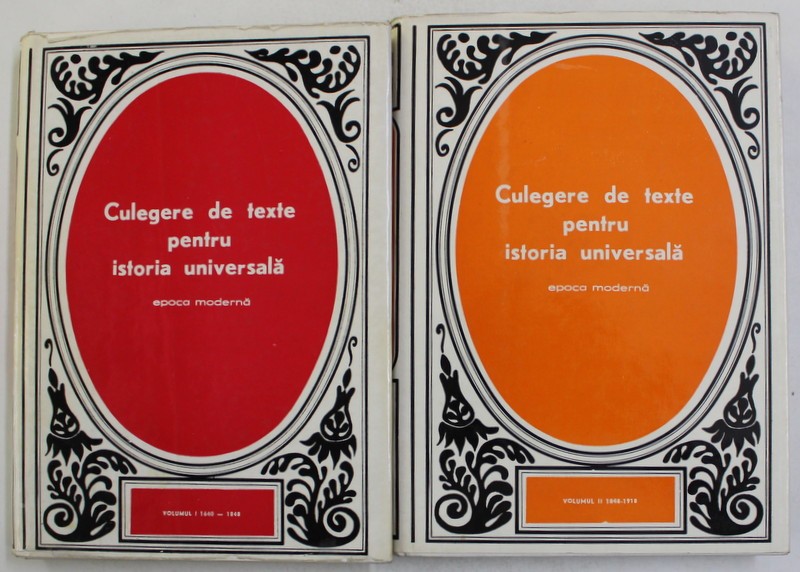 Culegere de texte
pentru
istoria universală
epoca modernă
VOLUMUL I 1640 — 1848
Culegere de texte
pentru
istoria universală
epoca modernă
VOLUMUL II 1848-1918